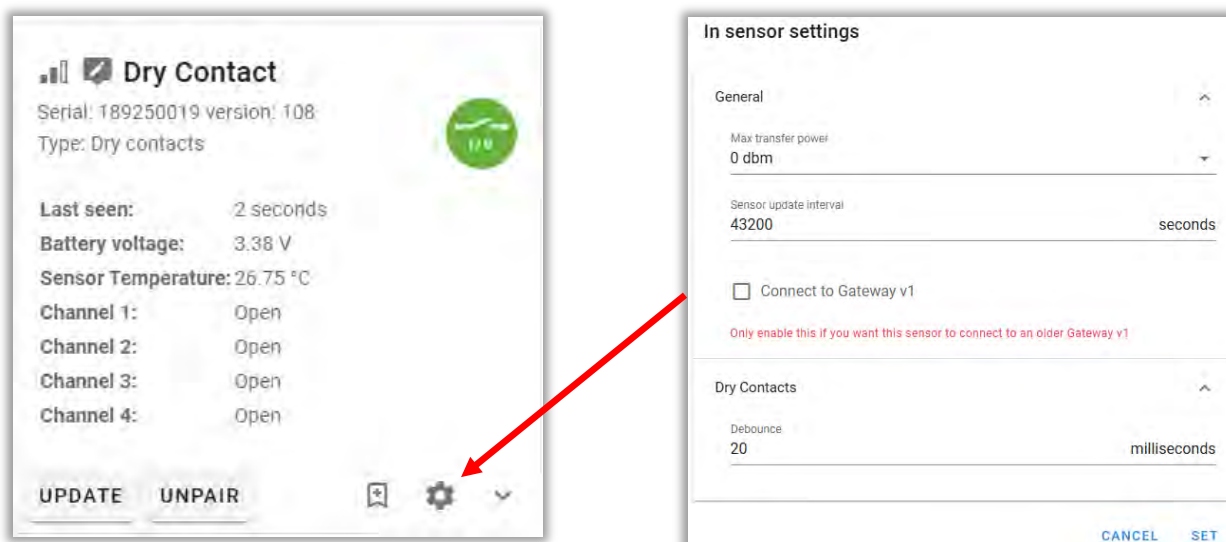 Dry Contact
Serial: 189250019 version: 108
Type: Dry contacts
I/O
Last seen: 2 seconds
Battery voltage: 3.38 V
Sensor Temperature: 26.75 °C
Channel 1: Open
Channel 2: Open
Channel 3: Open
Channel 4: Open
UPDATE UNPAIR
In sensor settings
General
Max transfer power
0 dbm
Sensor update interval
43200 seconds
Connect to Gateway v1
Only enable this if you want this sensor to connect to an older Gateway v1
Dry Contacts
Debounce
20 milliseconds
CANCEL SET